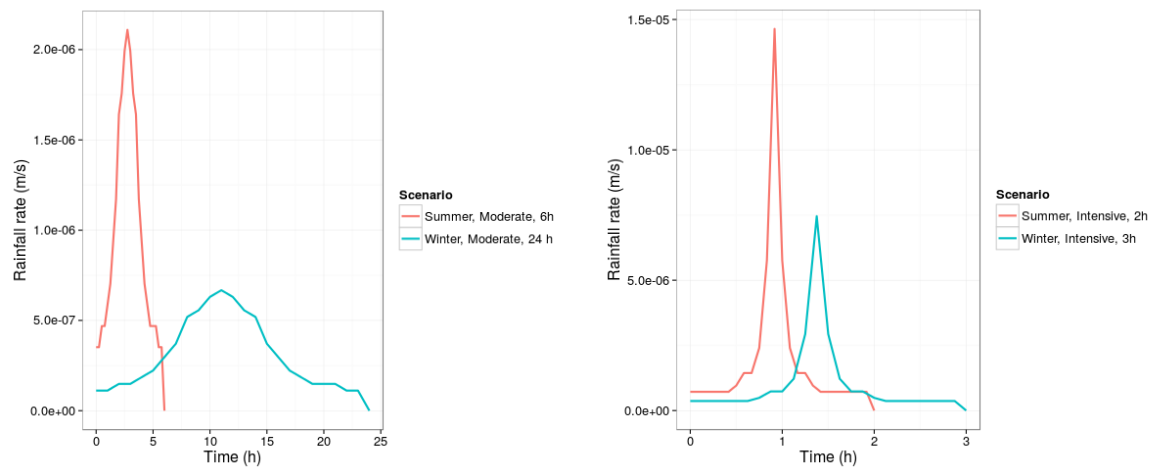 2.0e-06
1.5e-06
1.0e-06
5.0e-07
0.0e+00
Rainfall rate (m/s)
0 5 10 15 20 25
Time (h)
Scenario
Summer, Moderate, 6h
Winter, Moderate, 24 h
1.5e-05
1.0e-05
5.0e-06
0.0e+00
Rainfall rate (m/s)
0 1 2 3
Time (h)
Scenario
Summer, Intensive, 2h
Winter, Intensive, 3h